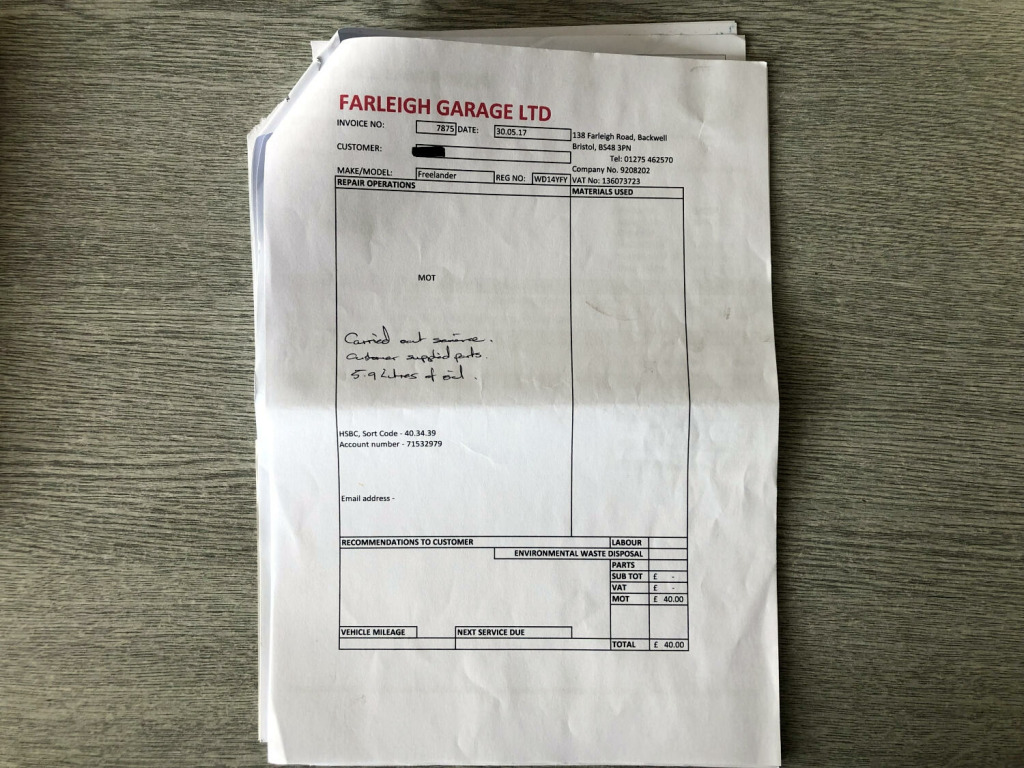 FARLEIGH GARAGE LTD
INVOICE NO: 7875 DATE: 30.05.17
138 Farleigh Road, Backwell
Bristol, BS48 3PN
CUSTOMER:
Tel: 01275 462570
Company No. 9208202
MAKE/MODEL: Freelander REG NO: WD14YFY VAT No: 136073723
REPAIR OPERATIONS MATERIALS USED
MOT
Carried out service.
Customer supplied parts.
5.9 Litres of oil.
HSBC, Sort Code - 40.34.39
Account number - 71532979
Email address -
RECOMMENDATIONS TO CUSTOMER LABOUR
ENVIRONMENTAL WASTE DISPOSAL
PARTS
SUB TOT £ -
VAT £ -
MOT £ 40.00
VEHICLE MILEAGE NEXT SERVICE DUE
TOTAL £ 40.00